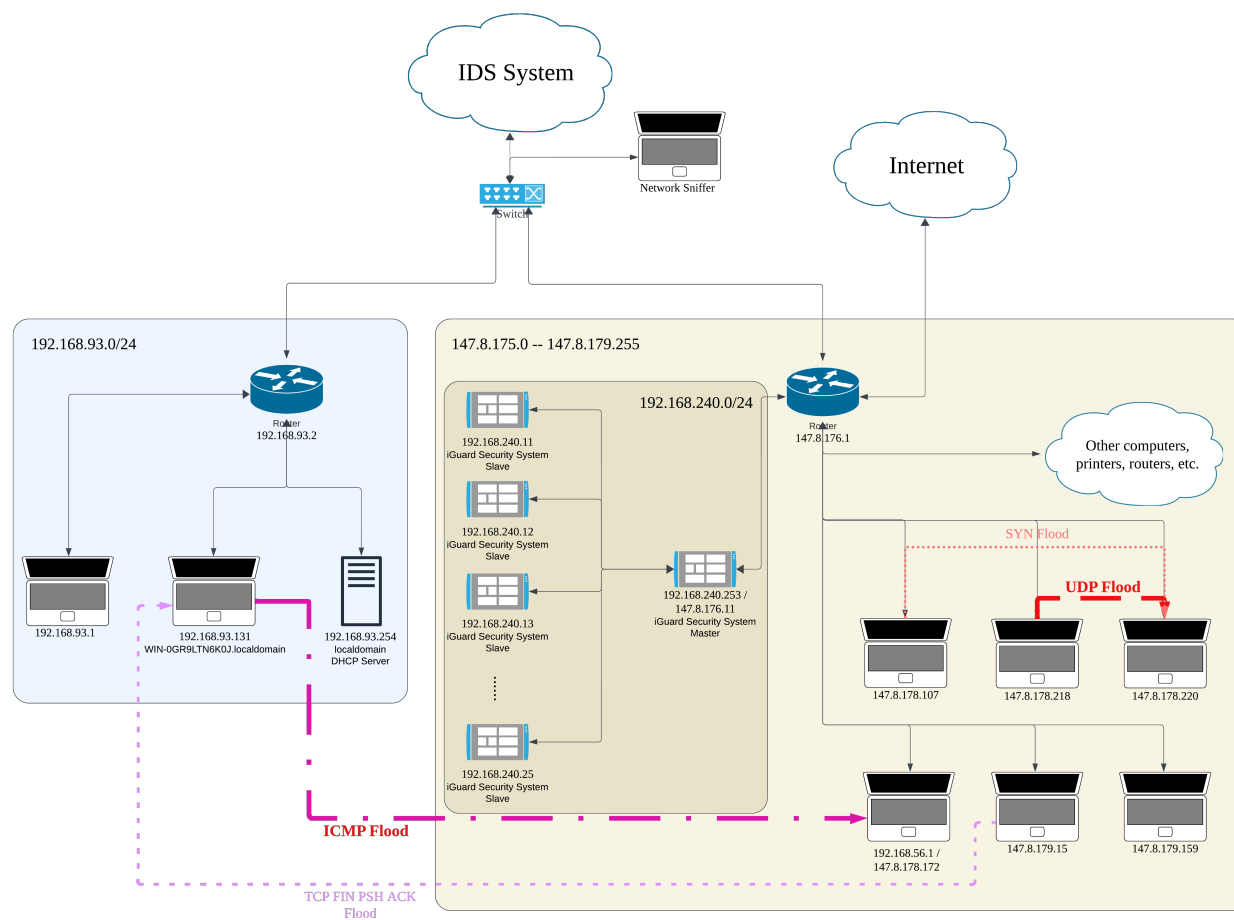 IDS System
Network Sniffer
Switch
Internet
192.168.93.0/24
Router
192.168.93.2
192.168.93.1
192.168.93.131
WIN-0GR9LTN6K0J.localdomain
192.168.93.254
localdomain
DHCP Server
147.8.175.0 -- 147.8.179.255
192.168.240.0/24
192.168.240.11
iGuard Security System
Slave
192.168.240.12
iGuard Security System
Slave
192.168.240.13
iGuard Security System
Slave
192.168.240.25
iGuard Security System
Slave
192.168.240.253 /
147.8.176.11
iGuard Security System
Master
Router
147.8.176.1
Other computers,
printers, routers, etc.
SYN Flood
UDP Flood
147.8.178.107
147.8.178.218
147.8.178.220
192.168.56.1 /
147.8.178.172
147.8.179.15
147.8.179.159
ICMP Flood
TCP FIN PSH ACK
Flood